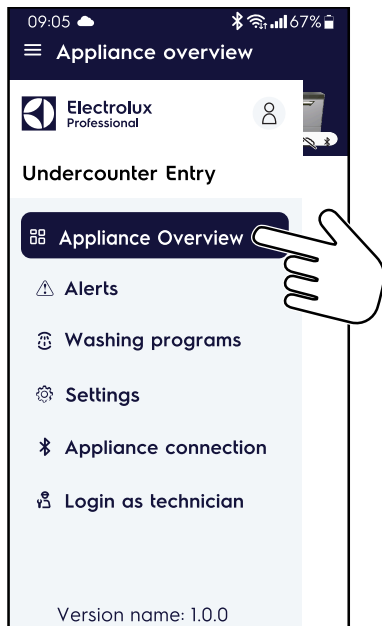 09:05 67%
Appliance overview
Electrolux
Professional
Undercounter Entry
Appliance Overview
Alerts
Washing programs
Settings
Appliance connection
Login as technician
Version name: 1.0.0